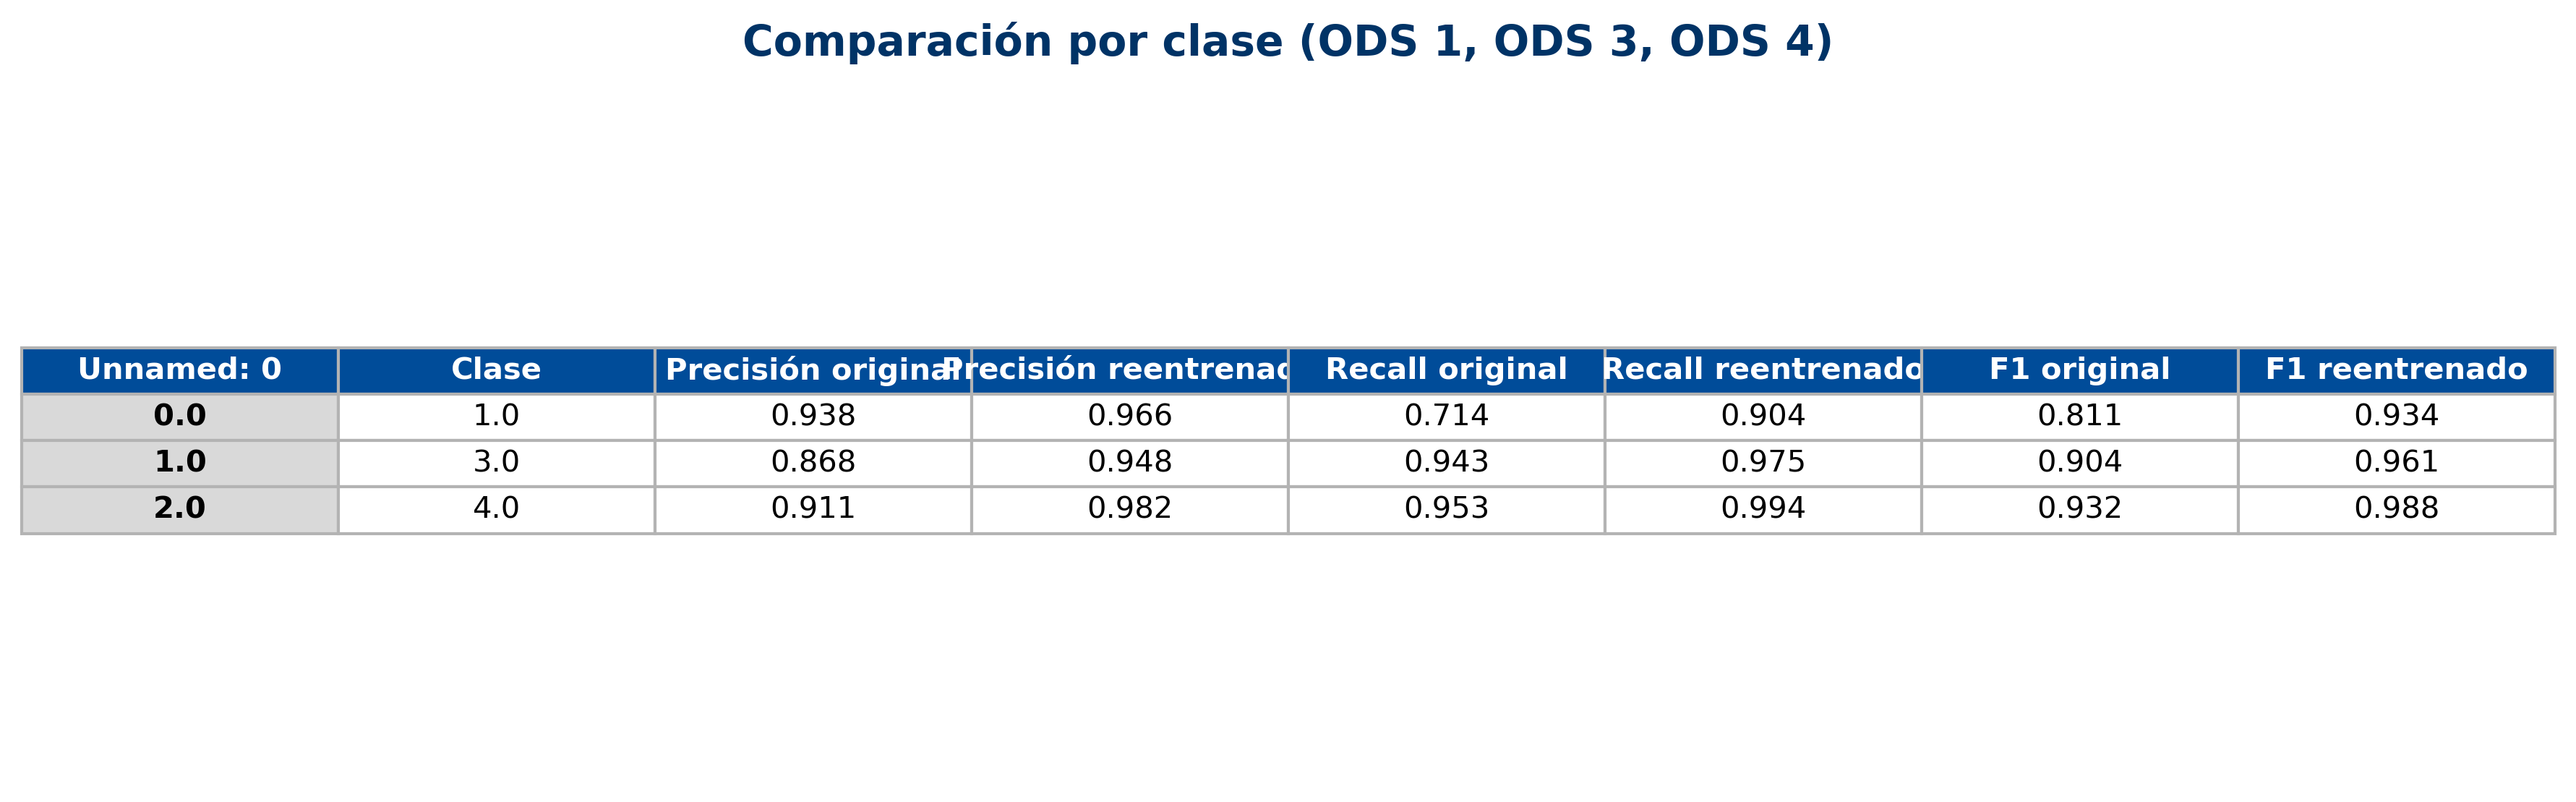 Comparación por clase (ODS 1, ODS 3, ODS 4)
Unnamed: 0 Clase Precisión original Precisión reentrenad Recall original Recall reentrenado F1 original F1 reentrenado
0.0 1.0 0.938 0.966 0.714 0.904 0.811 0.934
1.0 3.0 0.868 0.948 0.943 0.975 0.904 0.961
2.0 4.0 0.911 0.982 0.953 0.994 0.932 0.988